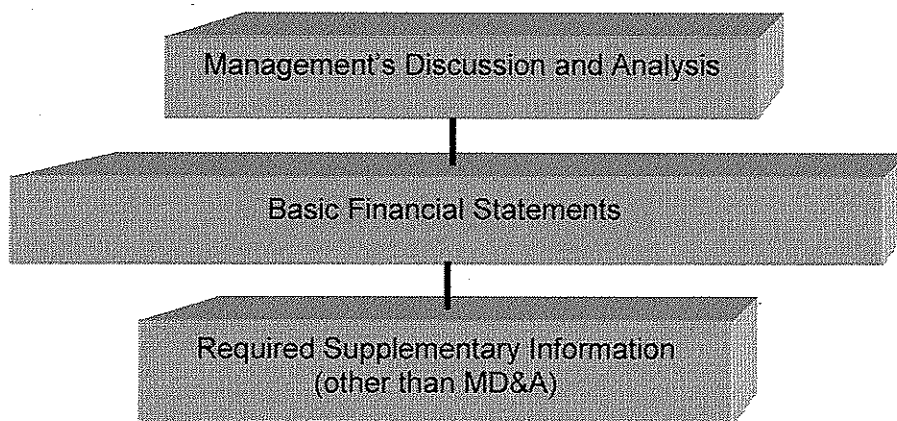 Management's Discussion and Analysis
Basic Financial Statements
Required Supplementary Information
(other than MD&A)